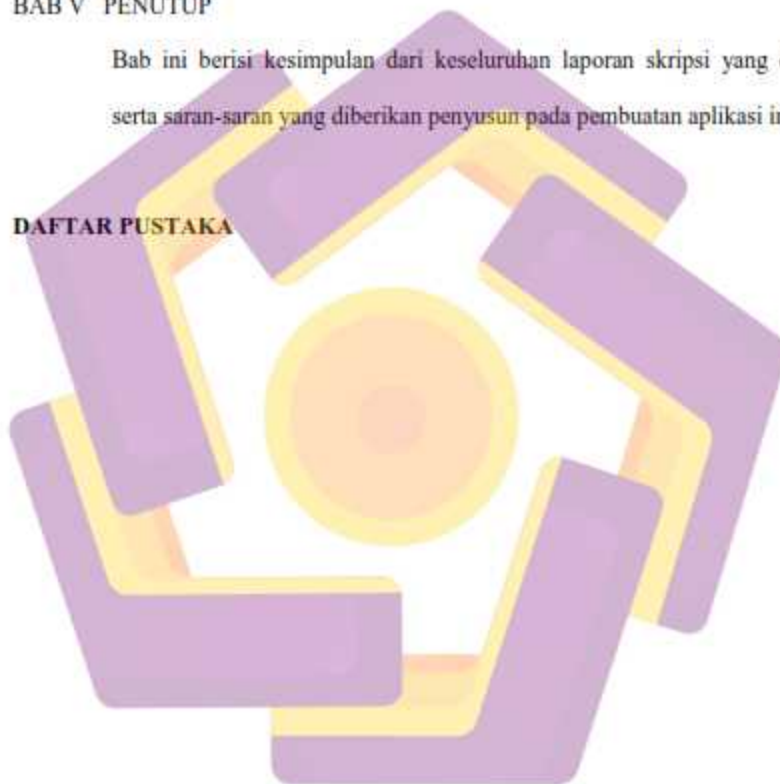 BAB V PENUTUP
Bab ini berisi kesimpulan dari keseluruhan laporan skripsi yang
serta saran-saran yang diberikan penyusun pada pembuatan aplikasi
DAFTAR PUSTAKA